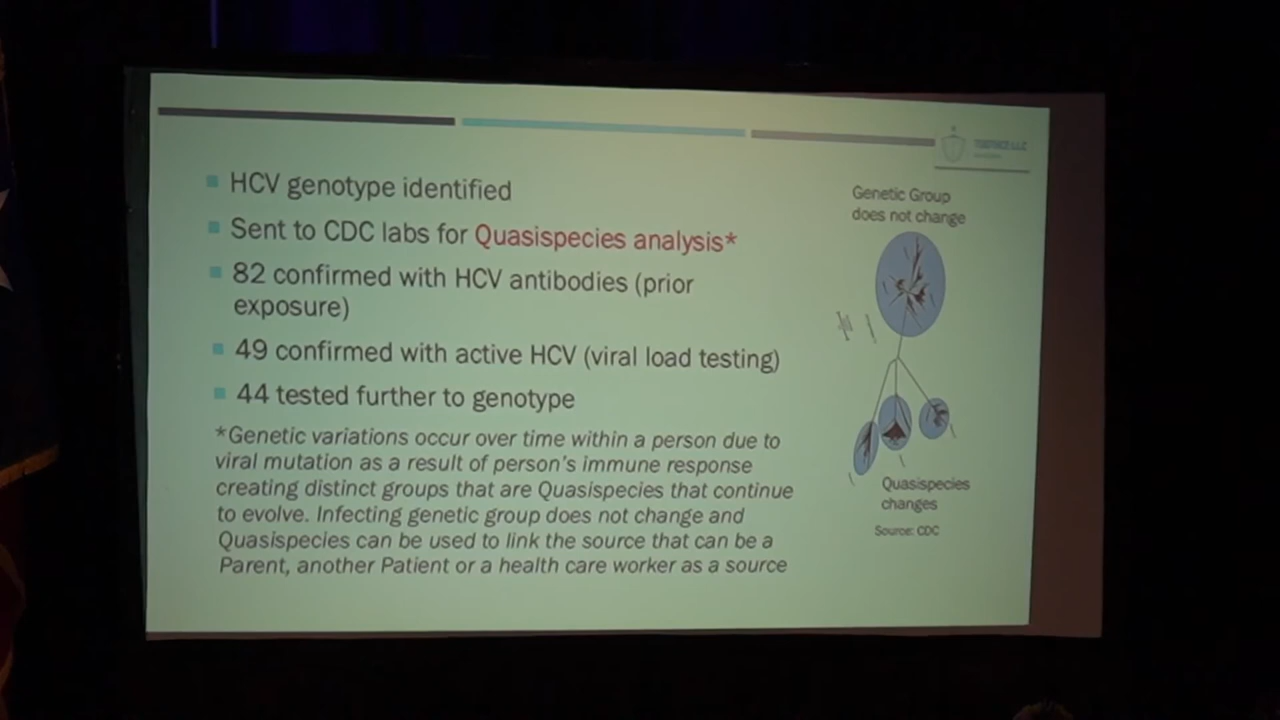 HCV genotype identified
Sent to CDC labs for Quasispecies analysis*
82 confirmed with HCV antibodies (prior
exposure)
49 confirmed with active HCV (viral load testing)
44 tested further to genotype
*Genetic variations occur over time within a person due to
viral mutation as a result of person's immune response
creating distinct groups that are Quasispecies that continue
to evolve. Infecting genetic group does not change and
Quasispecies can be used to link the source that can be a
Parent, another Patient or a health care worker as a source
Genetic Group
does not change
Quasispecies
changes
Source: CDC